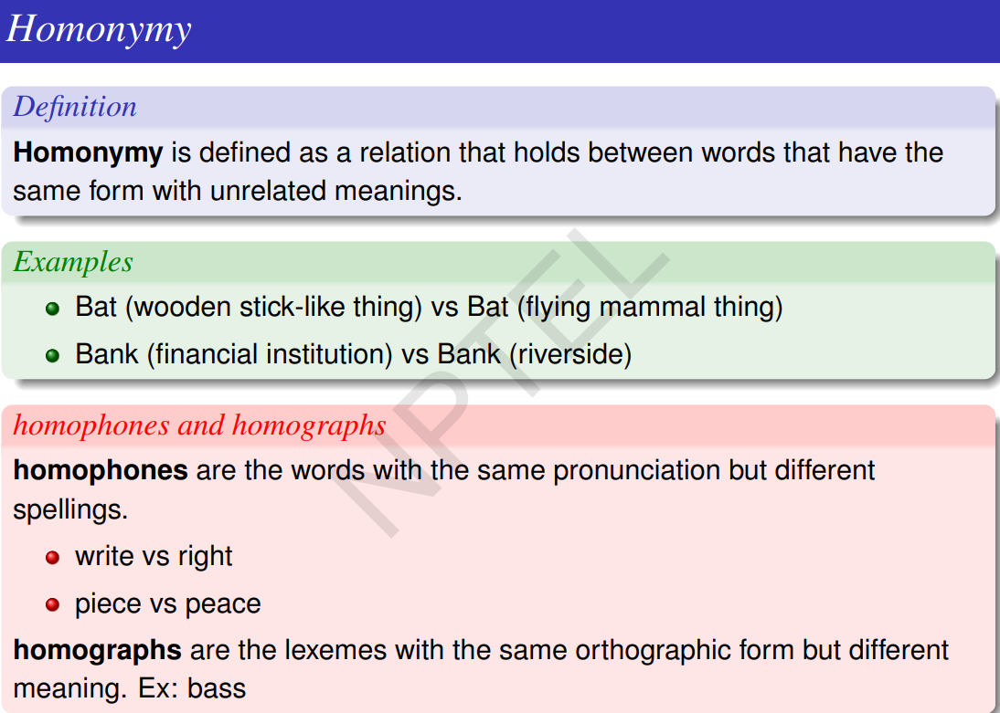 Homonymy
Definition
Homonymy is defined as a relation that holds between words that have the
same form with unrelated meanings.
Examples
Bat (wooden stick-like thing) vs Bat (flying mammal thing)
Bank (financial institution) vs Bank (riverside)
NPTEL
homophones and homographs
homophones are the words with the same pronunciation but different
spellings.
write vs right
piece vs peace
homographs are the lexemes with the same orthographic form but different
meaning. Ex: bass